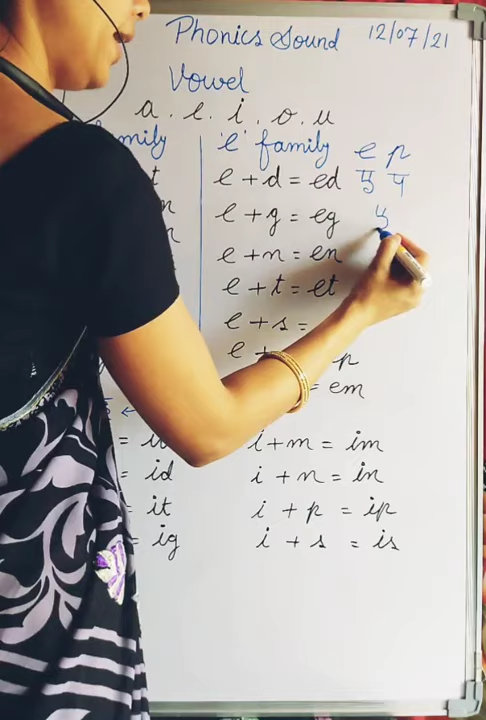 Phonics Sound 12/07/21
Vowel
a. e. i. o. u
'e' family
e + d = ed
e + g = eg
e + n = en
e + t = et
e + s =
e + p
= em
e p
ऐ प
i + m = im
= id i + n = in
= it i + p = ip
= ig i + s = is